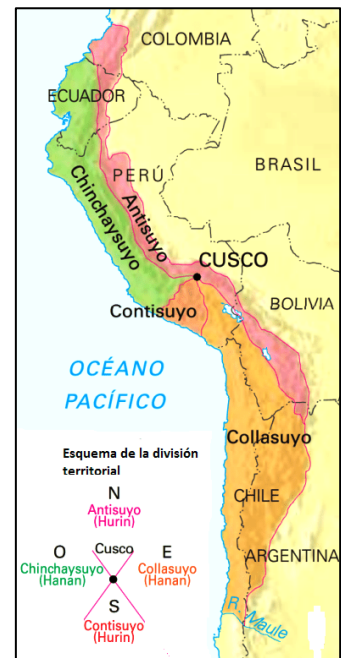 COLOMBIA
ECUADOR
PERÚ
BRASIL
Chinchaysuyo
Antisuyo
CUSCO
Contisuyo
BOLIVIA
OCÉANO
PACÍFICO
Collasuyo
CHILE
ARGENTINA
R. Maule
Esquema de la división
territorial
N
Antisuyo
(Hurin)
O
Cusco
E
Chinchaysuyo
(Hanan)
Collasuyo
(Hanan)
S
Contisuyo
(Hurin)